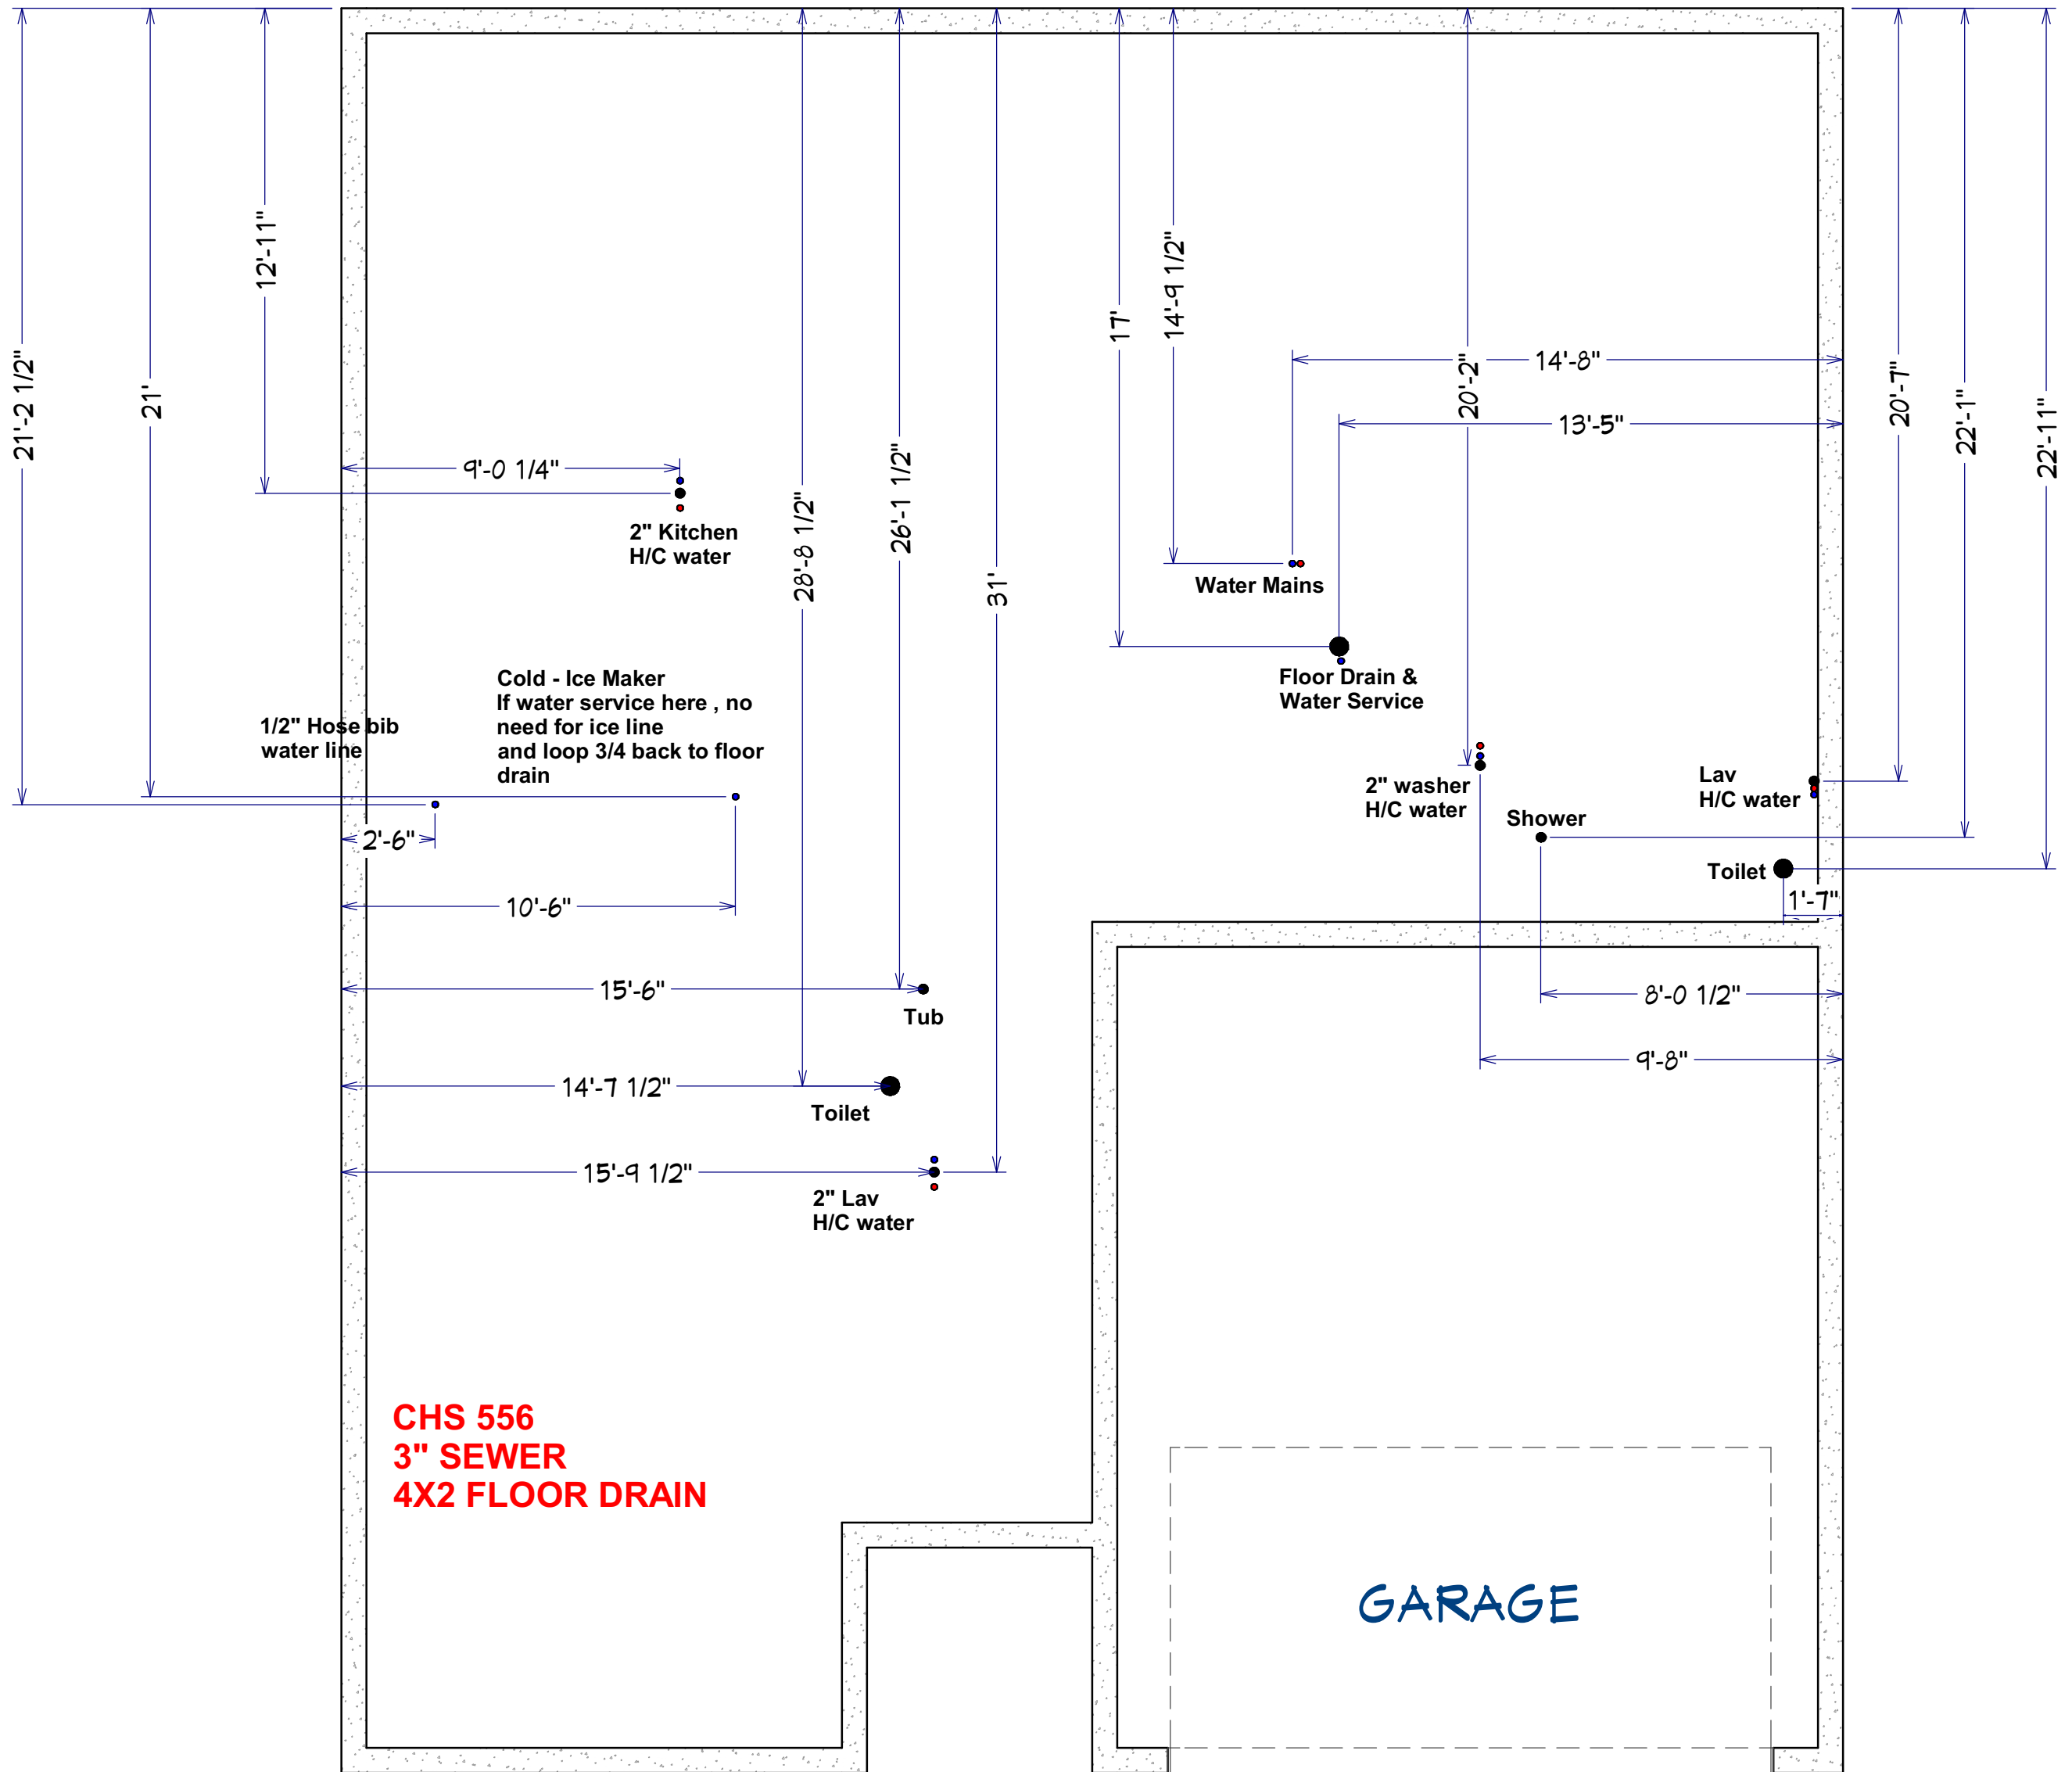 12'-11"
21'-2 1/2"
21'
17'
14'-9 1/2"
20'-2"
14'-8"
13'-5"
20'-7"
22'-1"
22'-11"
9'-0 1/4"
28'-8 1/2"
26'-1 1/2"
31'
2" Kitchen
H/C water
Water Mains
Cold - Ice Maker
If water service here , no
need for ice line
and loop 3/4 back to floor
drain
1/2" Hose bib
water line
Floor Drain &
Water Service
2" washer
H/C water
Lav
H/C water
Shower
Toilet
2'-6"
10'-6"
1'-7"
15'-6"
Tub
8'-0 1/2"
9'-8"
14'-7 1/2"
Toilet
15'-9 1/2"
2" Lav
H/C water
CHS 556
3" SEWER
4X2 FLOOR DRAIN
GARAGE